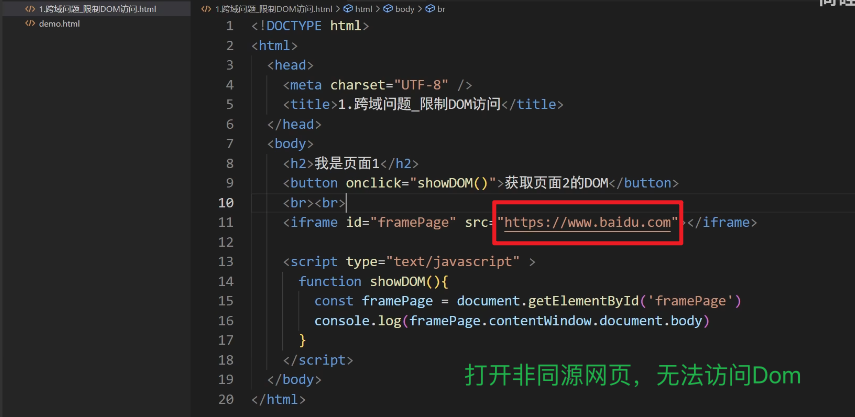 1.跨域问题_限制DOM访问.html
demo.html
1.跨域问题_限制DOM访问.html > html > body > br
1 <!DOCTYPE html>
2 <html>
3 <head>
4 <meta charset="UTF-8" />
5 <title>1.跨域问题_限制DOM访问</title>
6 </head>
7 <body>
8 <h2>我是页面1</h2>
9 <button onclick="showDOM()">获取页面2的DOM</button>
10 <br><br>
11 <iframe id="framePage" src="https://www.baidu.com"></iframe>
12
13 <script type="text/javascript" >
14 function showDOM(){
15 const framePage = document.getElementById('framePage')
16 console.log(framePage.contentWindow.document.body)
17 }
18 </script>
19 </body>
20 </html>
打开非同源网页，无法访问Dom